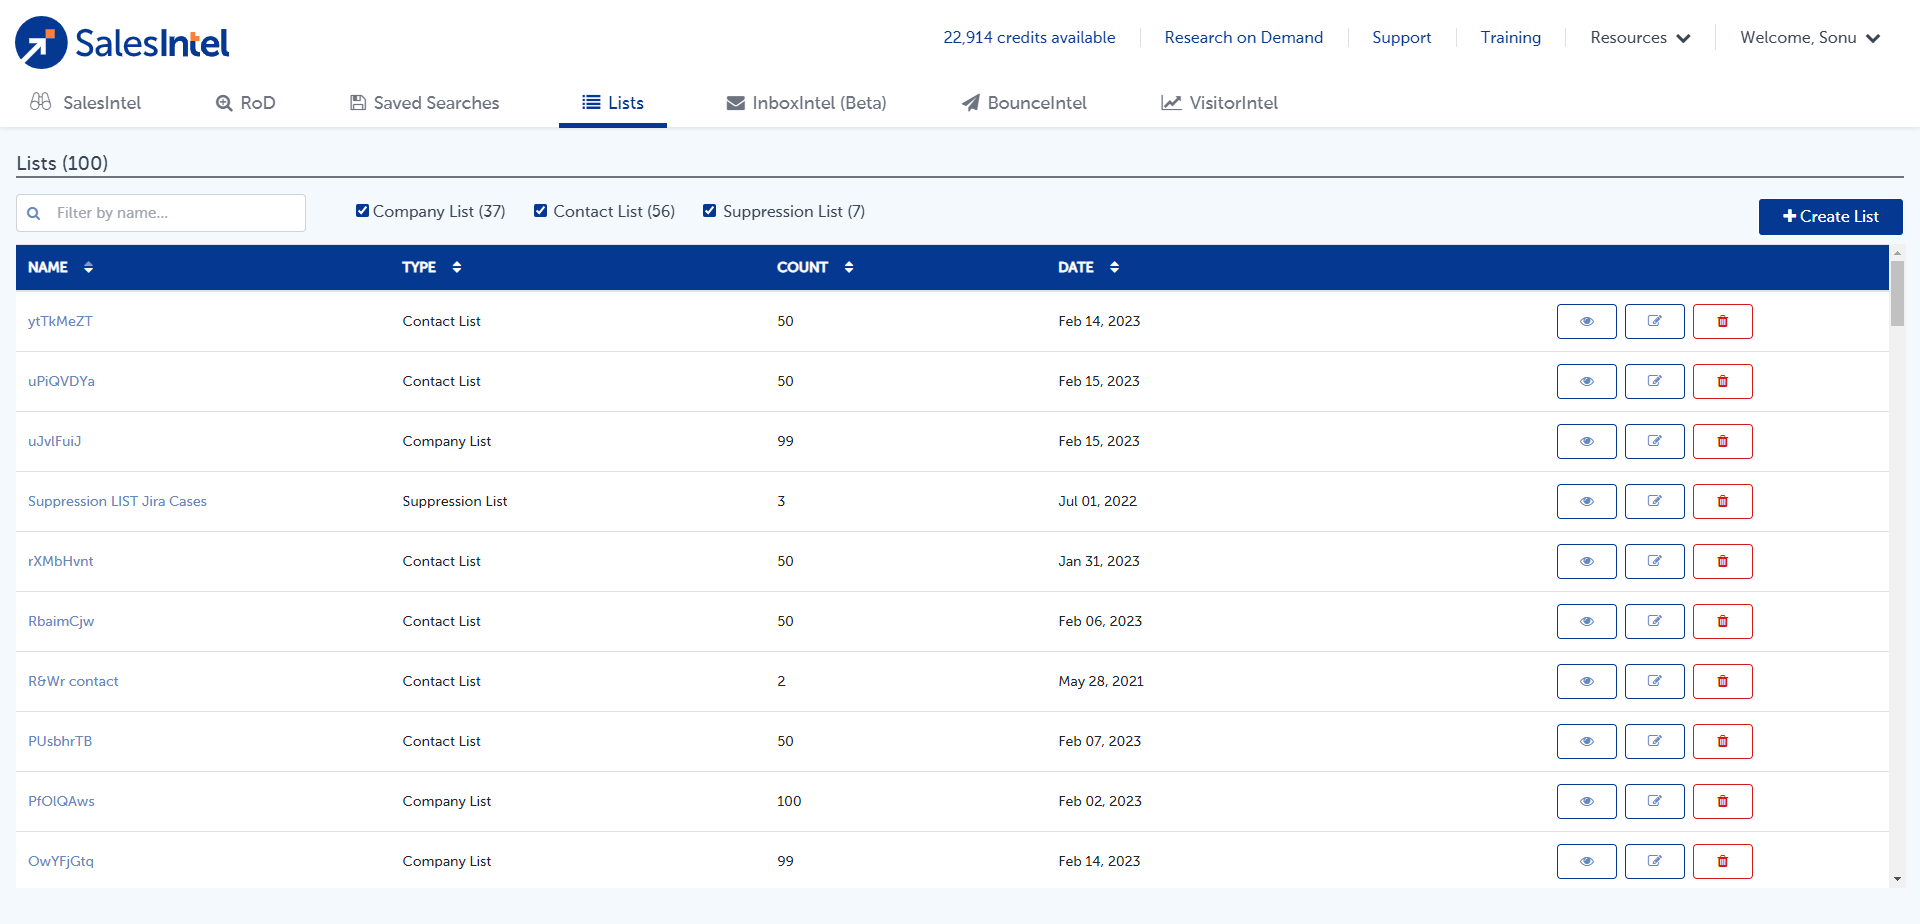 SalesIntel
22,914 credits available
Research on Demand
Support
Training
Resources
Welcome, Sonu
SalesIntel
RoD
Saved Searches
Lists
InboxIntel (Beta)
BounceIntel
VisitorIntel
Lists (100)
Filter by name...
Company List (37)
Contact List (56)
Suppression List (7)
Create List
NAME TYPE COUNT DATE
ytTkMeZT Contact List 50 Feb 14, 2023
uPiQVDYa Contact List 50 Feb 15, 2023
uJvlFuiJ Company List 99 Feb 15, 2023
Suppression LIST Jira Cases Suppression List 3 Jul 01, 2022
rXMbHvnt Contact List 50 Jan 31, 2023
RbaimCjw Contact List 50 Feb 06, 2023
R&Wr contact Contact List 2 May 28, 2021
PUsbhrTB Contact List 50 Feb 07, 2023
PfOlQAws Company List 100 Feb 02, 2023
OwYFjGtq Company List 99 Feb 14, 2023